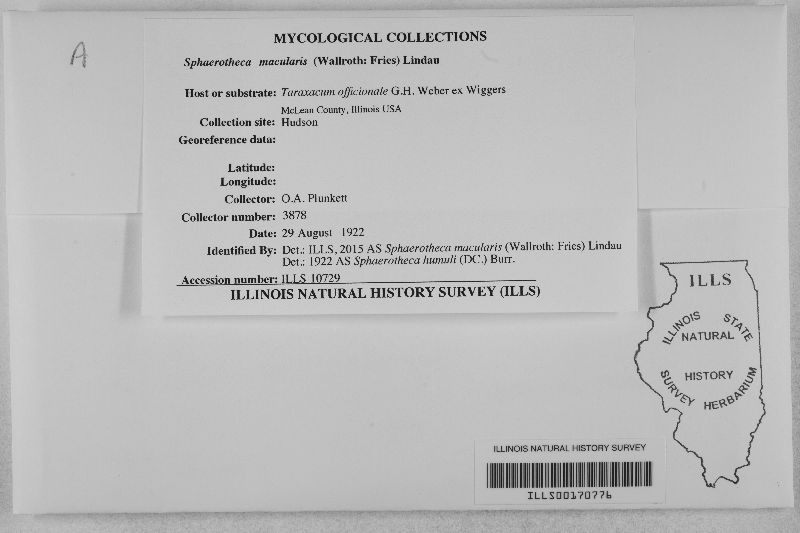 A
MYCOLOGICAL COLLECTIONS
Sphaerotheca macularis (Wallroth: Fries) Lindau
Host or substrate: Taraxacum officionale G.H. Weber ex Wiggers
McLean County, Illinois USA
Collection site: Hudson
Georeference data:
Latitude:
Longitude:
Collector: O.A. Plunkett
Collector number: 3878
Date: 29 August 1922
Identified By: Det.: ILLS, 2015 AS Sphaerotheca macularis (Wallroth: Fries) Lindau
Det.: 1922 AS Sphaerotheca humuli (DC.) Burr.
Accession number: ILLS 10729
ILLINOIS NATURAL HISTORY SURVEY (ILLS)
ILLS
ILLINOIS STATE
NATURAL
HISTORY
SURVEY HERBARIUM
ILLINOIS NATURAL HISTORY SURVEY
ILLS00170776